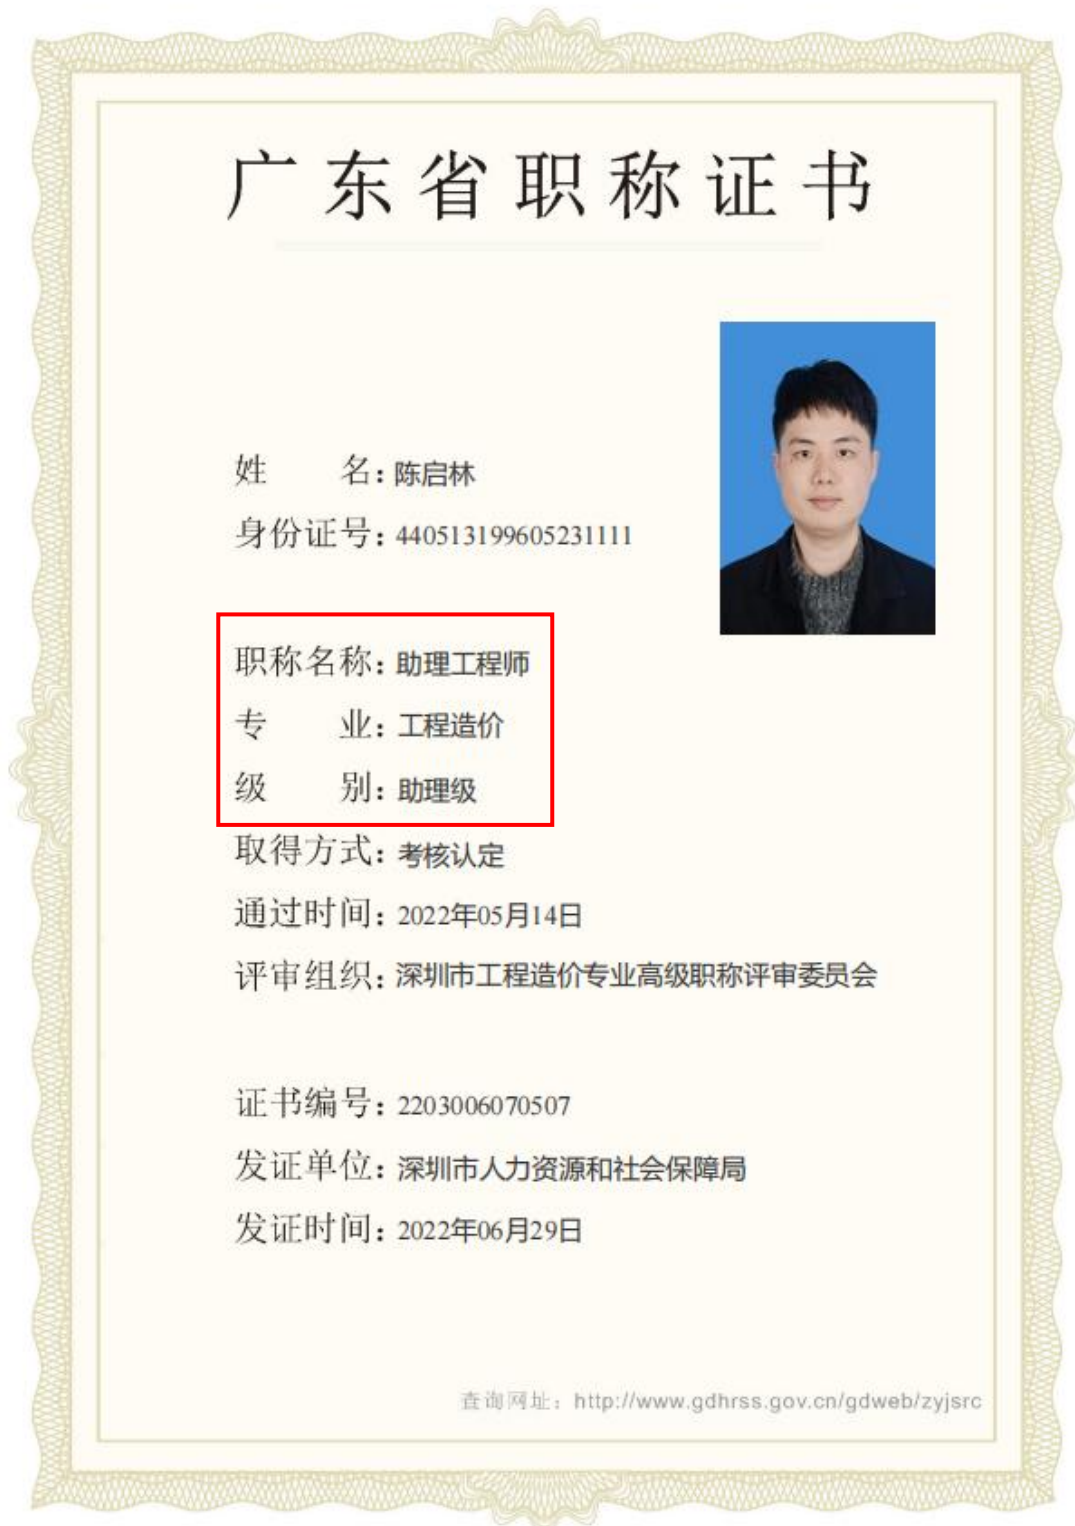 广东省职称证书
姓名：陈启林
身份证号：440513199605231111
职称名称：助理工程师
专业：工程造价
级别：助理级
取得方式：考核认定
通过时间：2022年05月14日
评审组织：深圳市工程造价专业高级职称评审委员会
证书编号：2203006070507
发证单位：深圳市人力资源和社会保障局
发证时间：2022年06月29日
查询网址：http://www.gdhrss.gov.cn/gdweb/zyjsrc